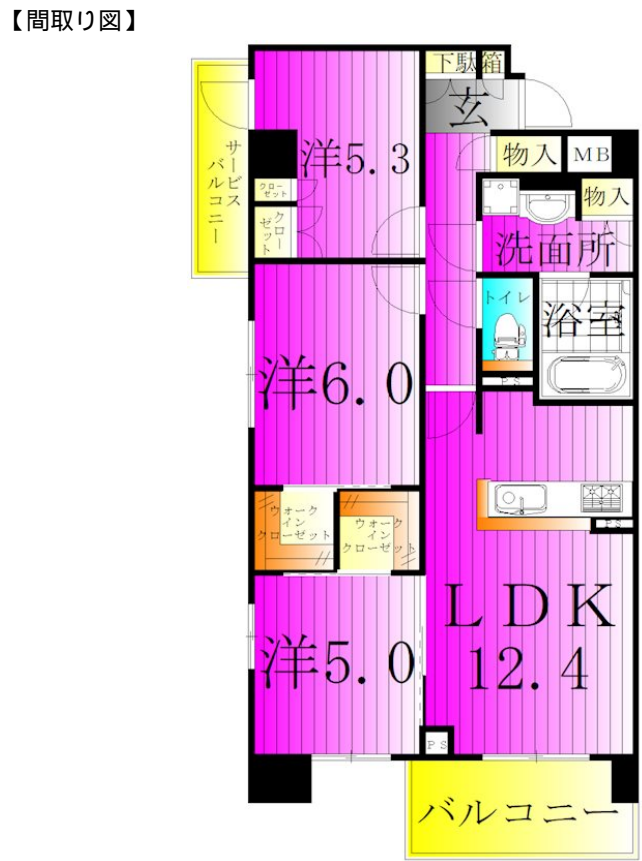 【間取り図】
下駄箱
玄
物入
MB
サービス
バルコニー
洋5.3
クロー
ゼット
クロー
ゼット
物入
洗面所
トイレ
浴室
PS
洋6.0
ウォーク
イン
クローゼット
ウォーク
イン
クローゼット
PS
LDK
12.4
洋5.0
PS
バルコニー